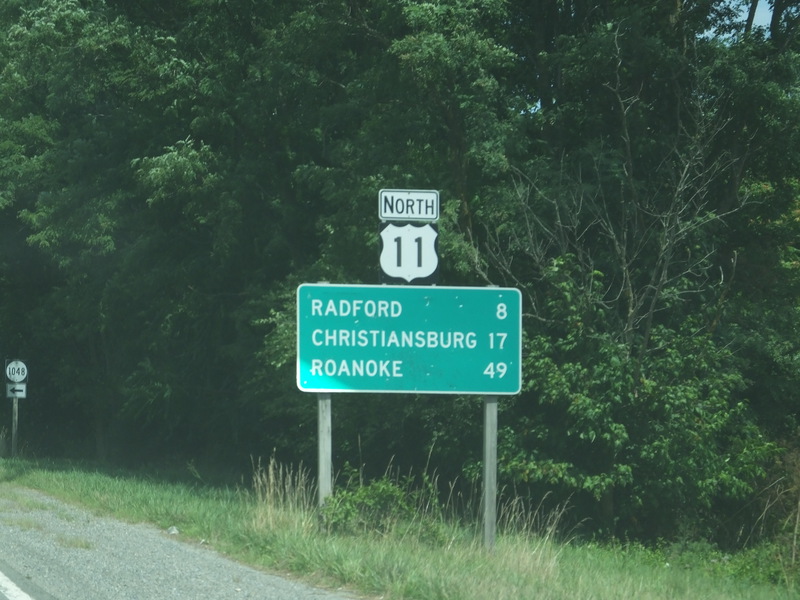 NORTH
11
RADFORD 8
CHRISTIANSBURG 17
ROANOKE 49
1048